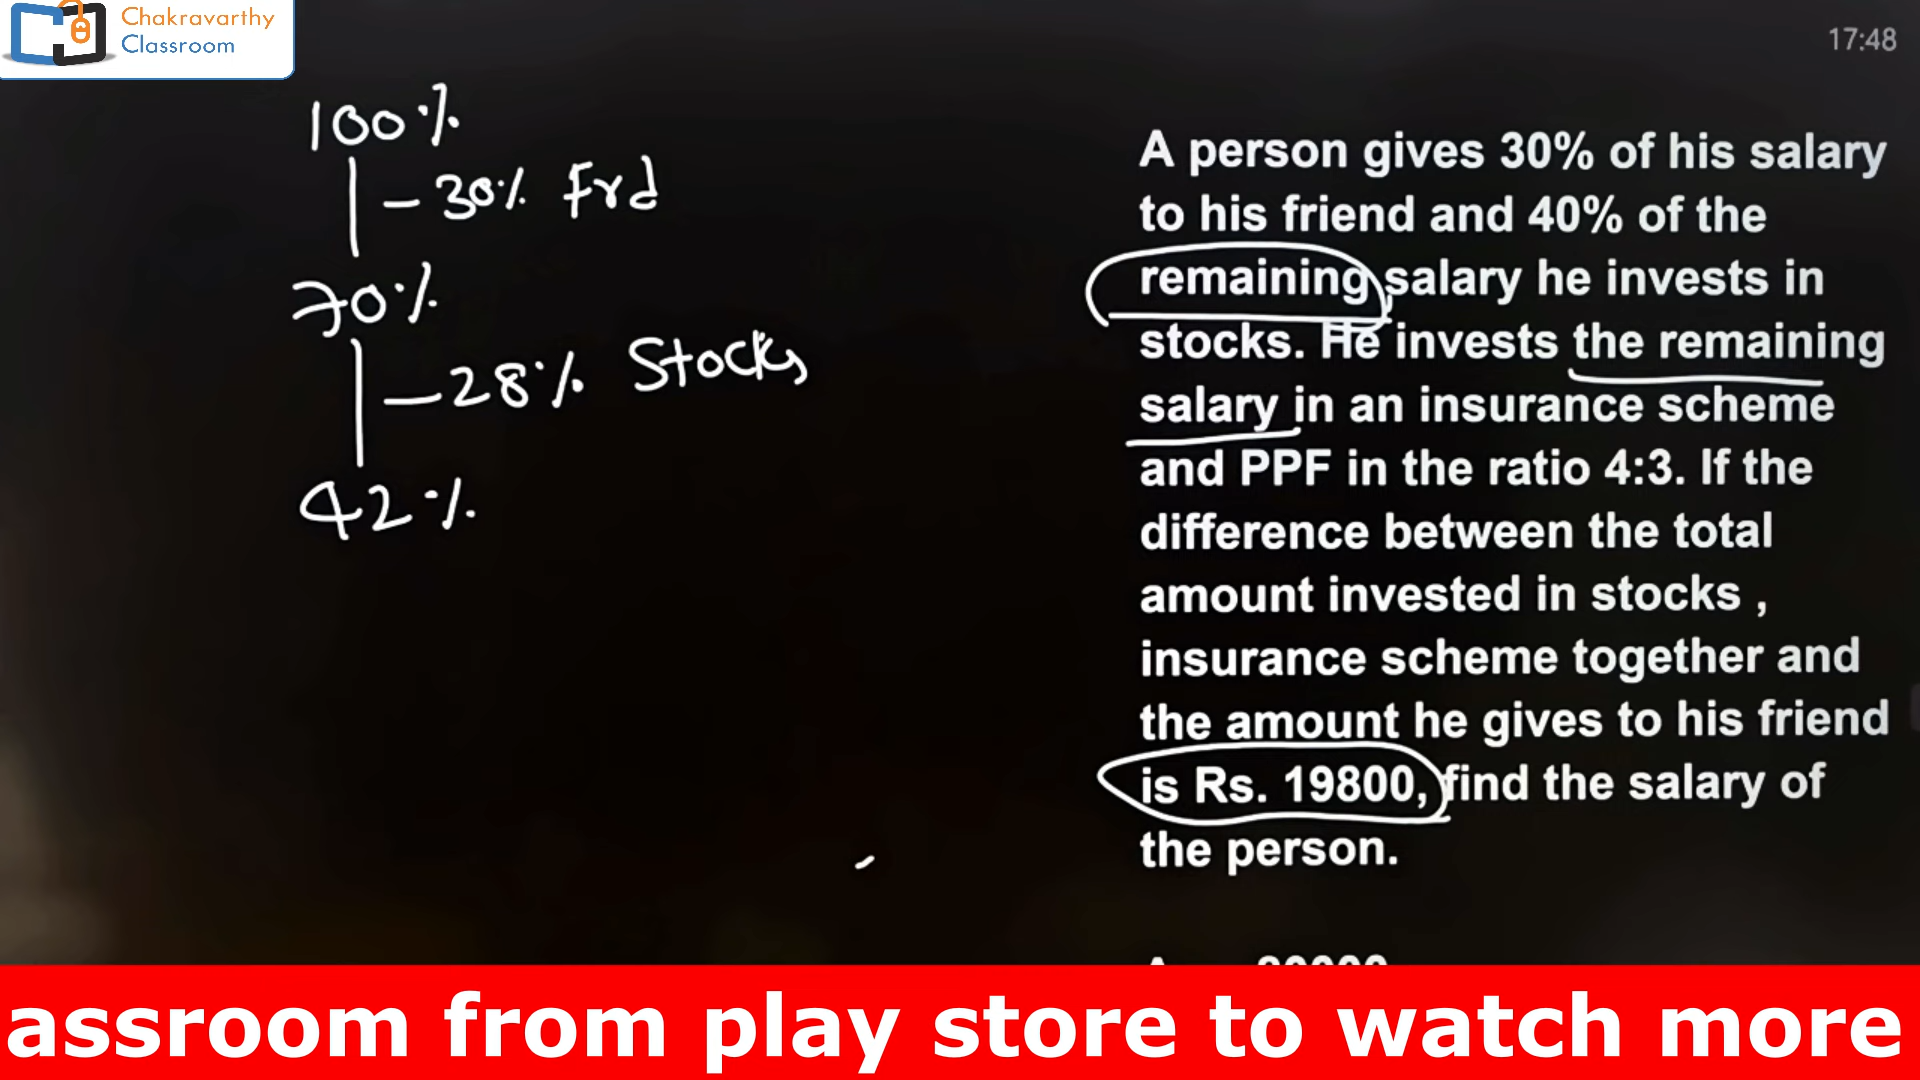 Chakravarthy
Classroom
17:48
100%
- 30% Frd
70%
- 28% Stocks
42%
A person gives 30% of his salary
to his friend and 40% of the
remaining salary he invests in
stocks. He invests the remaining
salary in an insurance scheme
and PPF in the ratio 4:3. If the
difference between the total
amount invested in stocks ,
insurance scheme together and
the amount he gives to his friend
is Rs. 19800, find the salary of
the person.
assroom from play store to watch more